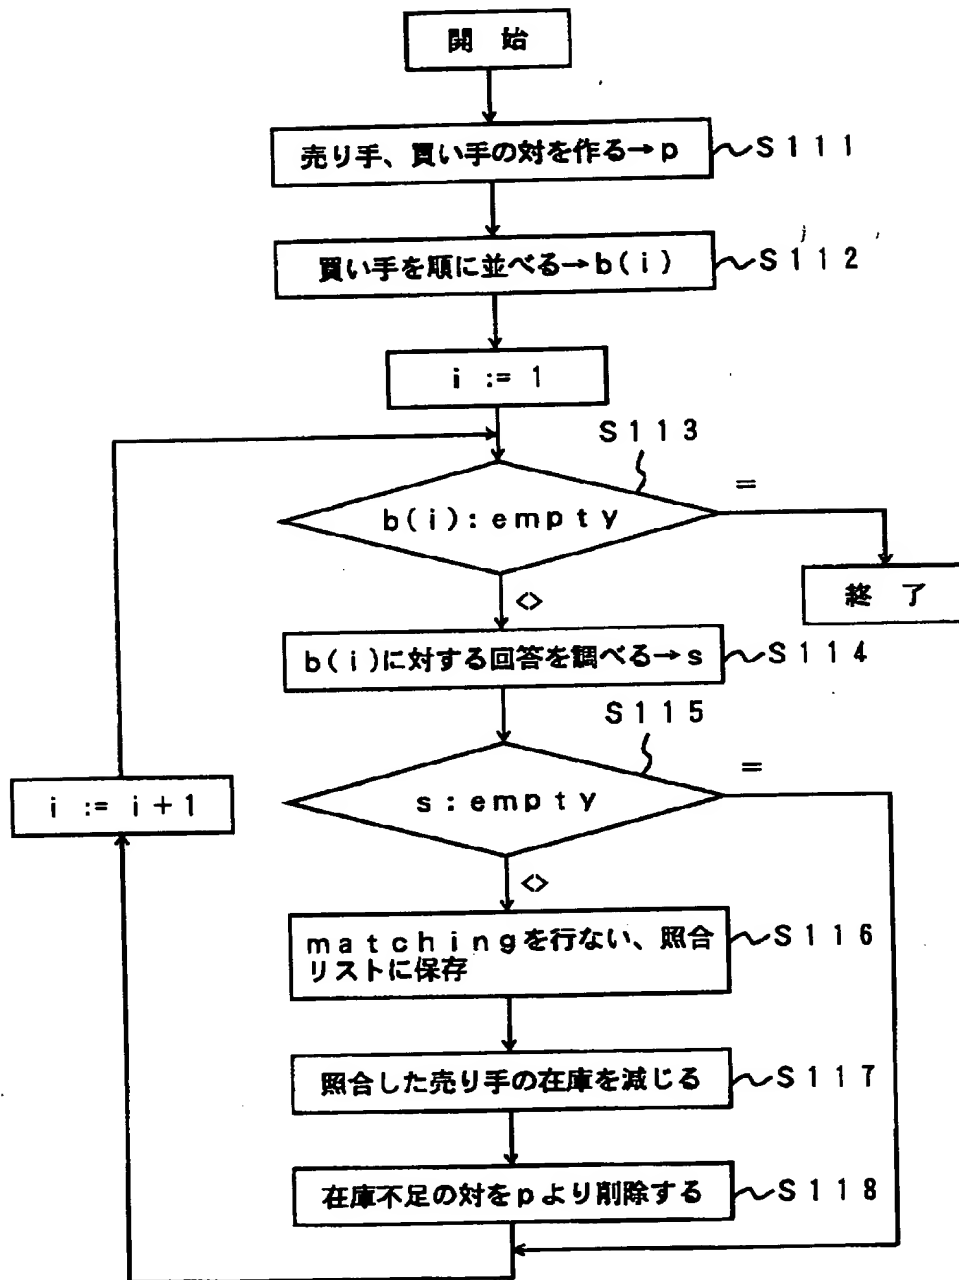 開 始
売り手、買い手の対を作る→p
S111
買い手を順に並べる→b(i)
S112
i := 1
S113
b(i):empty
=
終 了
<>
b(i)に対する回答を調べる→s
S114
S115
s:empty
=
i := i+1
<>
matchingを行ない、照合
リストに保存
S116
照合した売り手の在庫を減じる
S117
在庫不足の対をpより削除する
S118